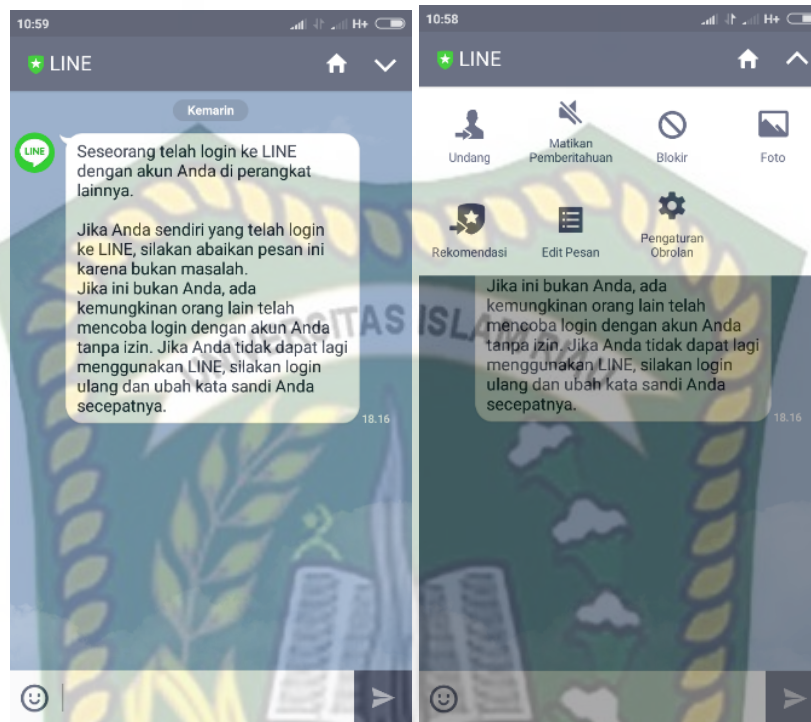 10:59
H+
LINE
Kemarin
LINE
Seseorang telah login ke LINE
dengan akun Anda di perangkat
lainnya.
Jika Anda sendiri yang telah login
ke LINE, silakan abaikan pesan ini
karena bukan masalah.
Jika ini bukan Anda, ada
kemungkinan orang lain telah
mencoba login dengan akun Anda
tanpa izin. Jika Anda tidak dapat lagi
menggunakan LINE, silakan login
ulang dan ubah kata sandi Anda
secepatnya.
18.16
10:58
H+
LINE
Undang
Matikan
Pemberitahuan
Blokir
Foto
Rekomendasi
Edit Pesan
Pengaturan
Obrolan
Jika ini bukan Anda, ada
kemungkinan orang lain telah
mencoba login dengan akun Anda
tanpa izin. Jika Anda tidak dapat lagi
menggunakan LINE, silakan login
ulang dan ubah kata sandi Anda
secepatnya.
18.16
UNIVERSITAS ISLAM RIAU